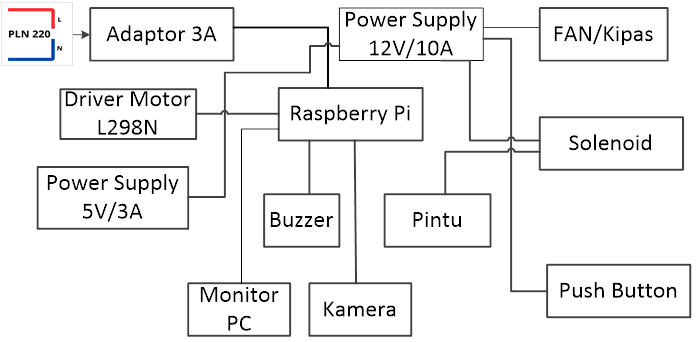 PLN 220
L
N
Adaptor 3A
Power Supply
12V/10A
FAN/Kipas
Driver Motor
L298N
Raspberry Pi
Solenoid
Power Supply
5V/3A
Buzzer
Pintu
Monitor
PC
Kamera
Push Button